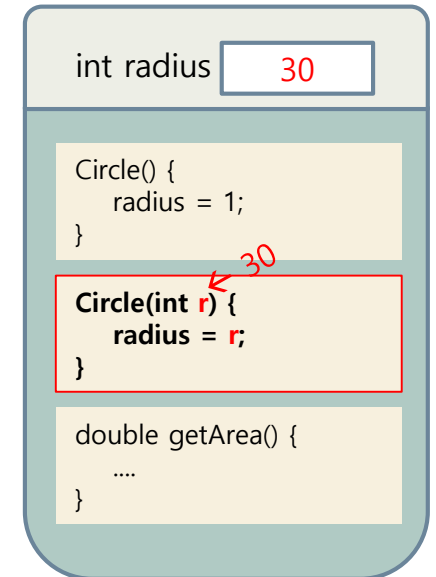 int radius 30
Circle() {
radius = 1;
}
30
Circle(int r) {
radius = r;
}
double getArea() {
....
}